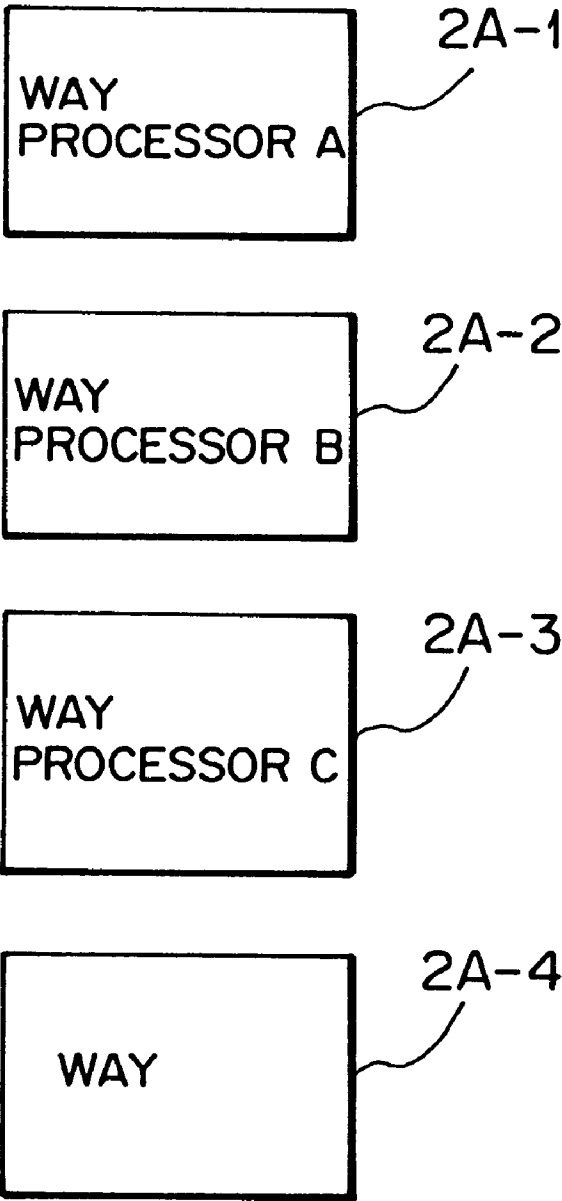 2A-1
WAY
PROCESSOR A
2A-2
WAY
PROCESSOR B
2A-3
WAY
PROCESSOR C
2A-4
WAY